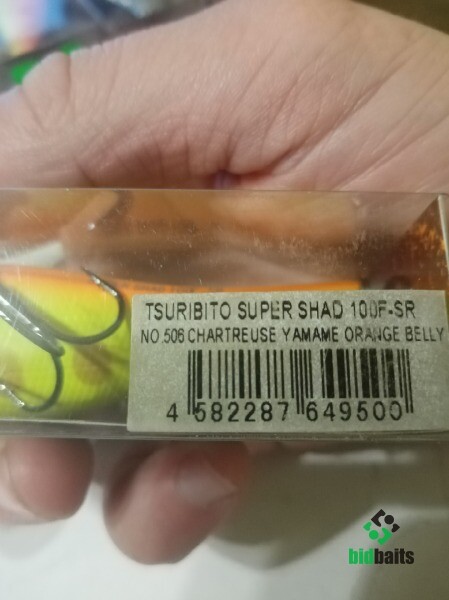 TSURIBITO SUPER SHAD 100F-SR
NO.506 CHARTREUSE YAMAME ORANGE BELLY
4 582287 649500
bidbaits